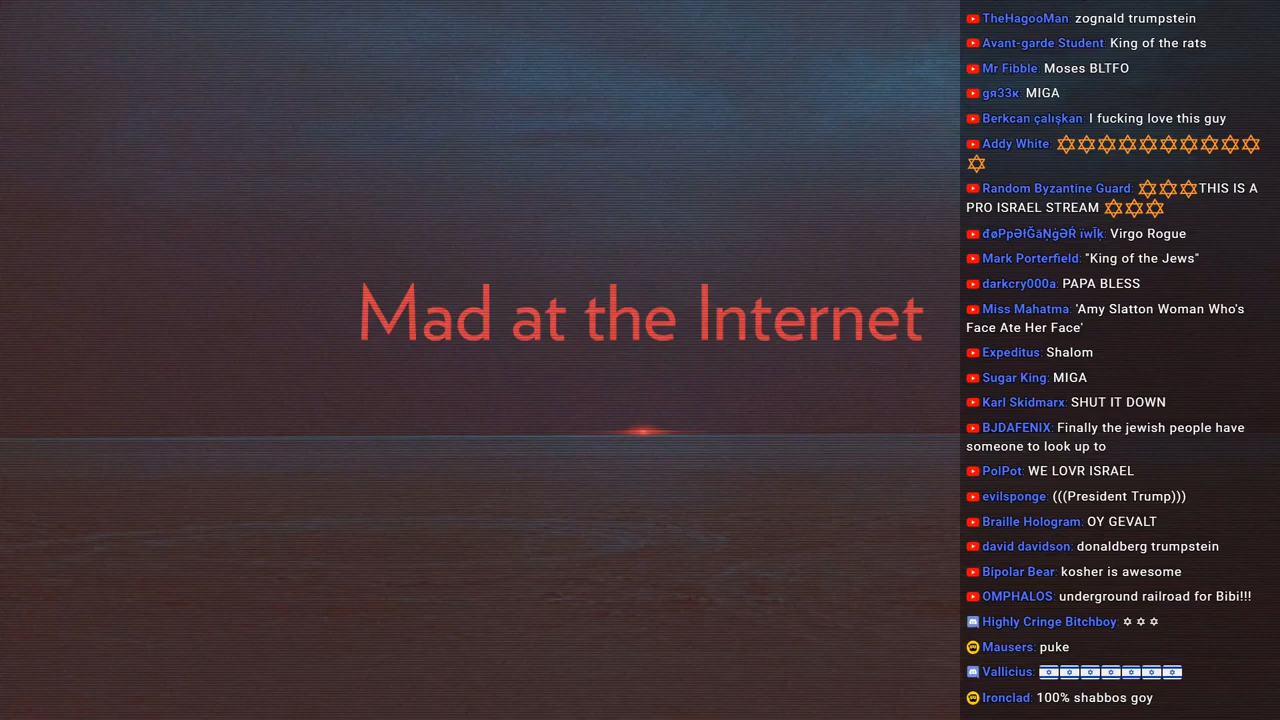 Mad at the Internet
TheHagooMan: zognald trumpstein
Avant-garde Student: King of the rats
Mr Fibble: Moses BLTFO
gя33ĸ: MIGA
Berkcan çalışkan: I fucking love this guy
Addy White: ✡✡✡✡✡✡✡✡✡✡
✡
Random Byzantine Guard: ✡✡✡THIS IS A
PRO ISRAEL STREAM ✡✡✡
Virgo Rogue
Mark Porterfield: "King of the Jews"
darkcry000a: PAPA BLESS
Miss Mahatma: 'Amy Slatton Woman Who's
Face Ate Her Face'
Expeditus: Shalom
Sugar King: MIGA
Karl Skidmarx: SHUT IT DOWN
BJDAFENIX: Finally the jewish people have
someone to look up to
PolPot: WE LOVR ISRAEL
evilsponge: (((President Trump)))
Braille Hologram: OY GEVALT
david davidson: donaldberg trumpstein
Bipolar Bear: kosher is awesome
OMPHALOS: underground railroad for Bibi!!!
Highly Cringe Bitchboy: ✡ ✡ ✡
Mausers: puke
Vallicius: 🇮🇱🇮🇱🇮🇱🇮🇱🇮🇱🇮🇱🇮🇱
Ironclad: 100% shabbos goy